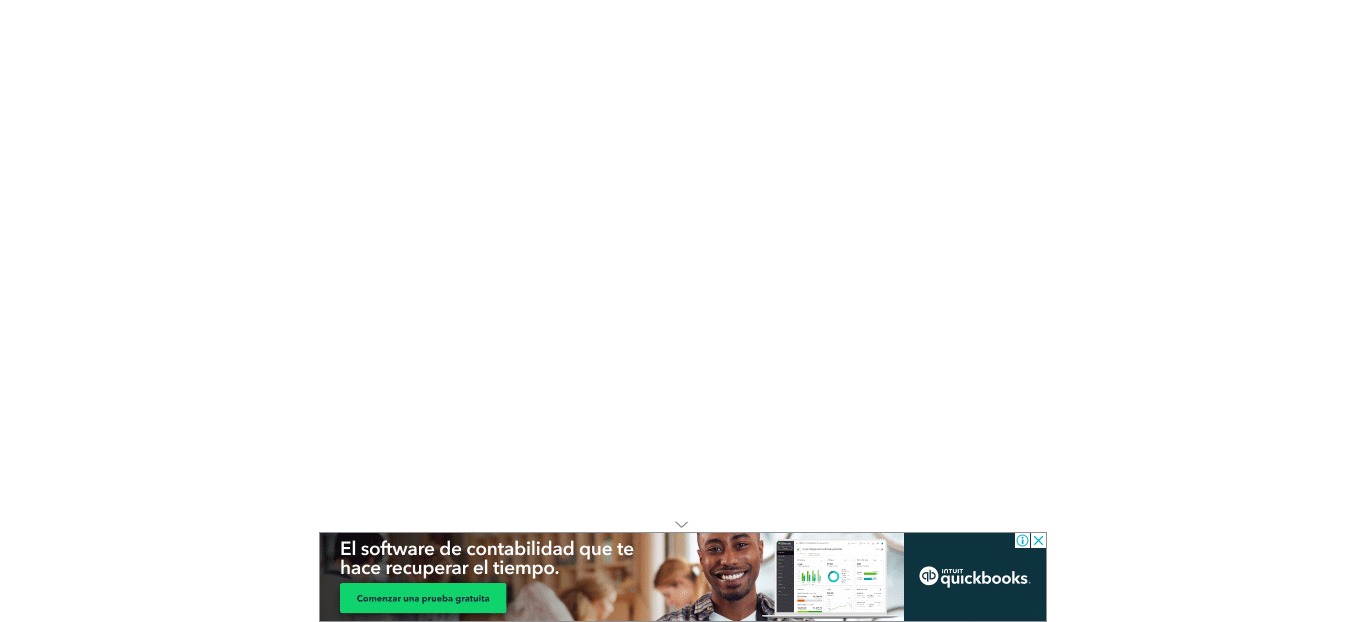 El software de contabilidad que te
hace recuperar el tiempo.
Comenzar una prueba gratuita
INTUIT
quickbooks.